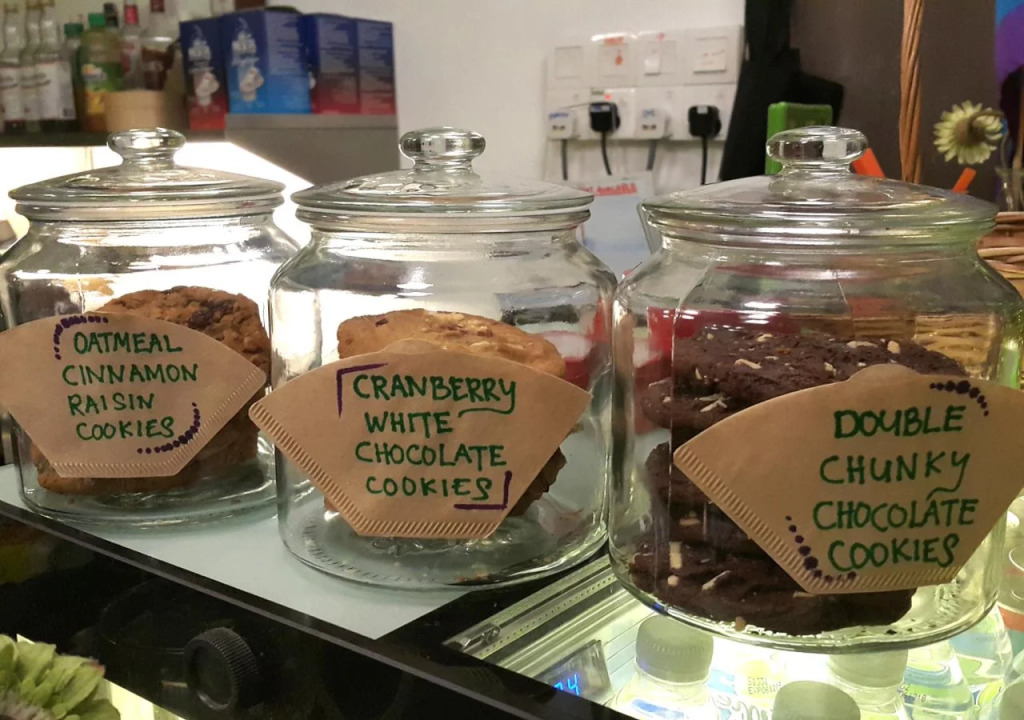 OATMEAL
CINNAMON
RAISIN
COOKIES
CRANBERRY
WHITE
CHOCOLATE
COOKIES
DOUBLE
CHUNKY
CHOCOLATE
COOKIES